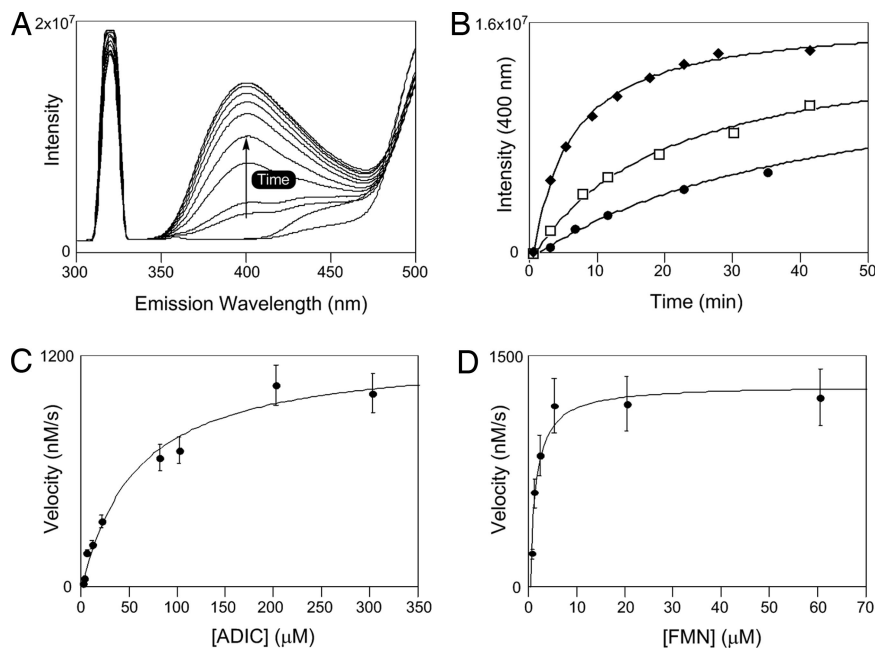 A
2x10⁷
Intensity
Time
0
300 350 400 450 500
Emission Wavelength (nm)
B
1.6x10⁷
Intensity (400 nm)
0
0 10 20 30 40 50
Time (min)
C
1200
Velocity (nM/s)
0
0 50 100 150 200 250 300 350
[ADIC] (μM)
D
1500
Velocity (nM/s)
0
0 10 20 30 40 50 60 70
[FMN] (μM)